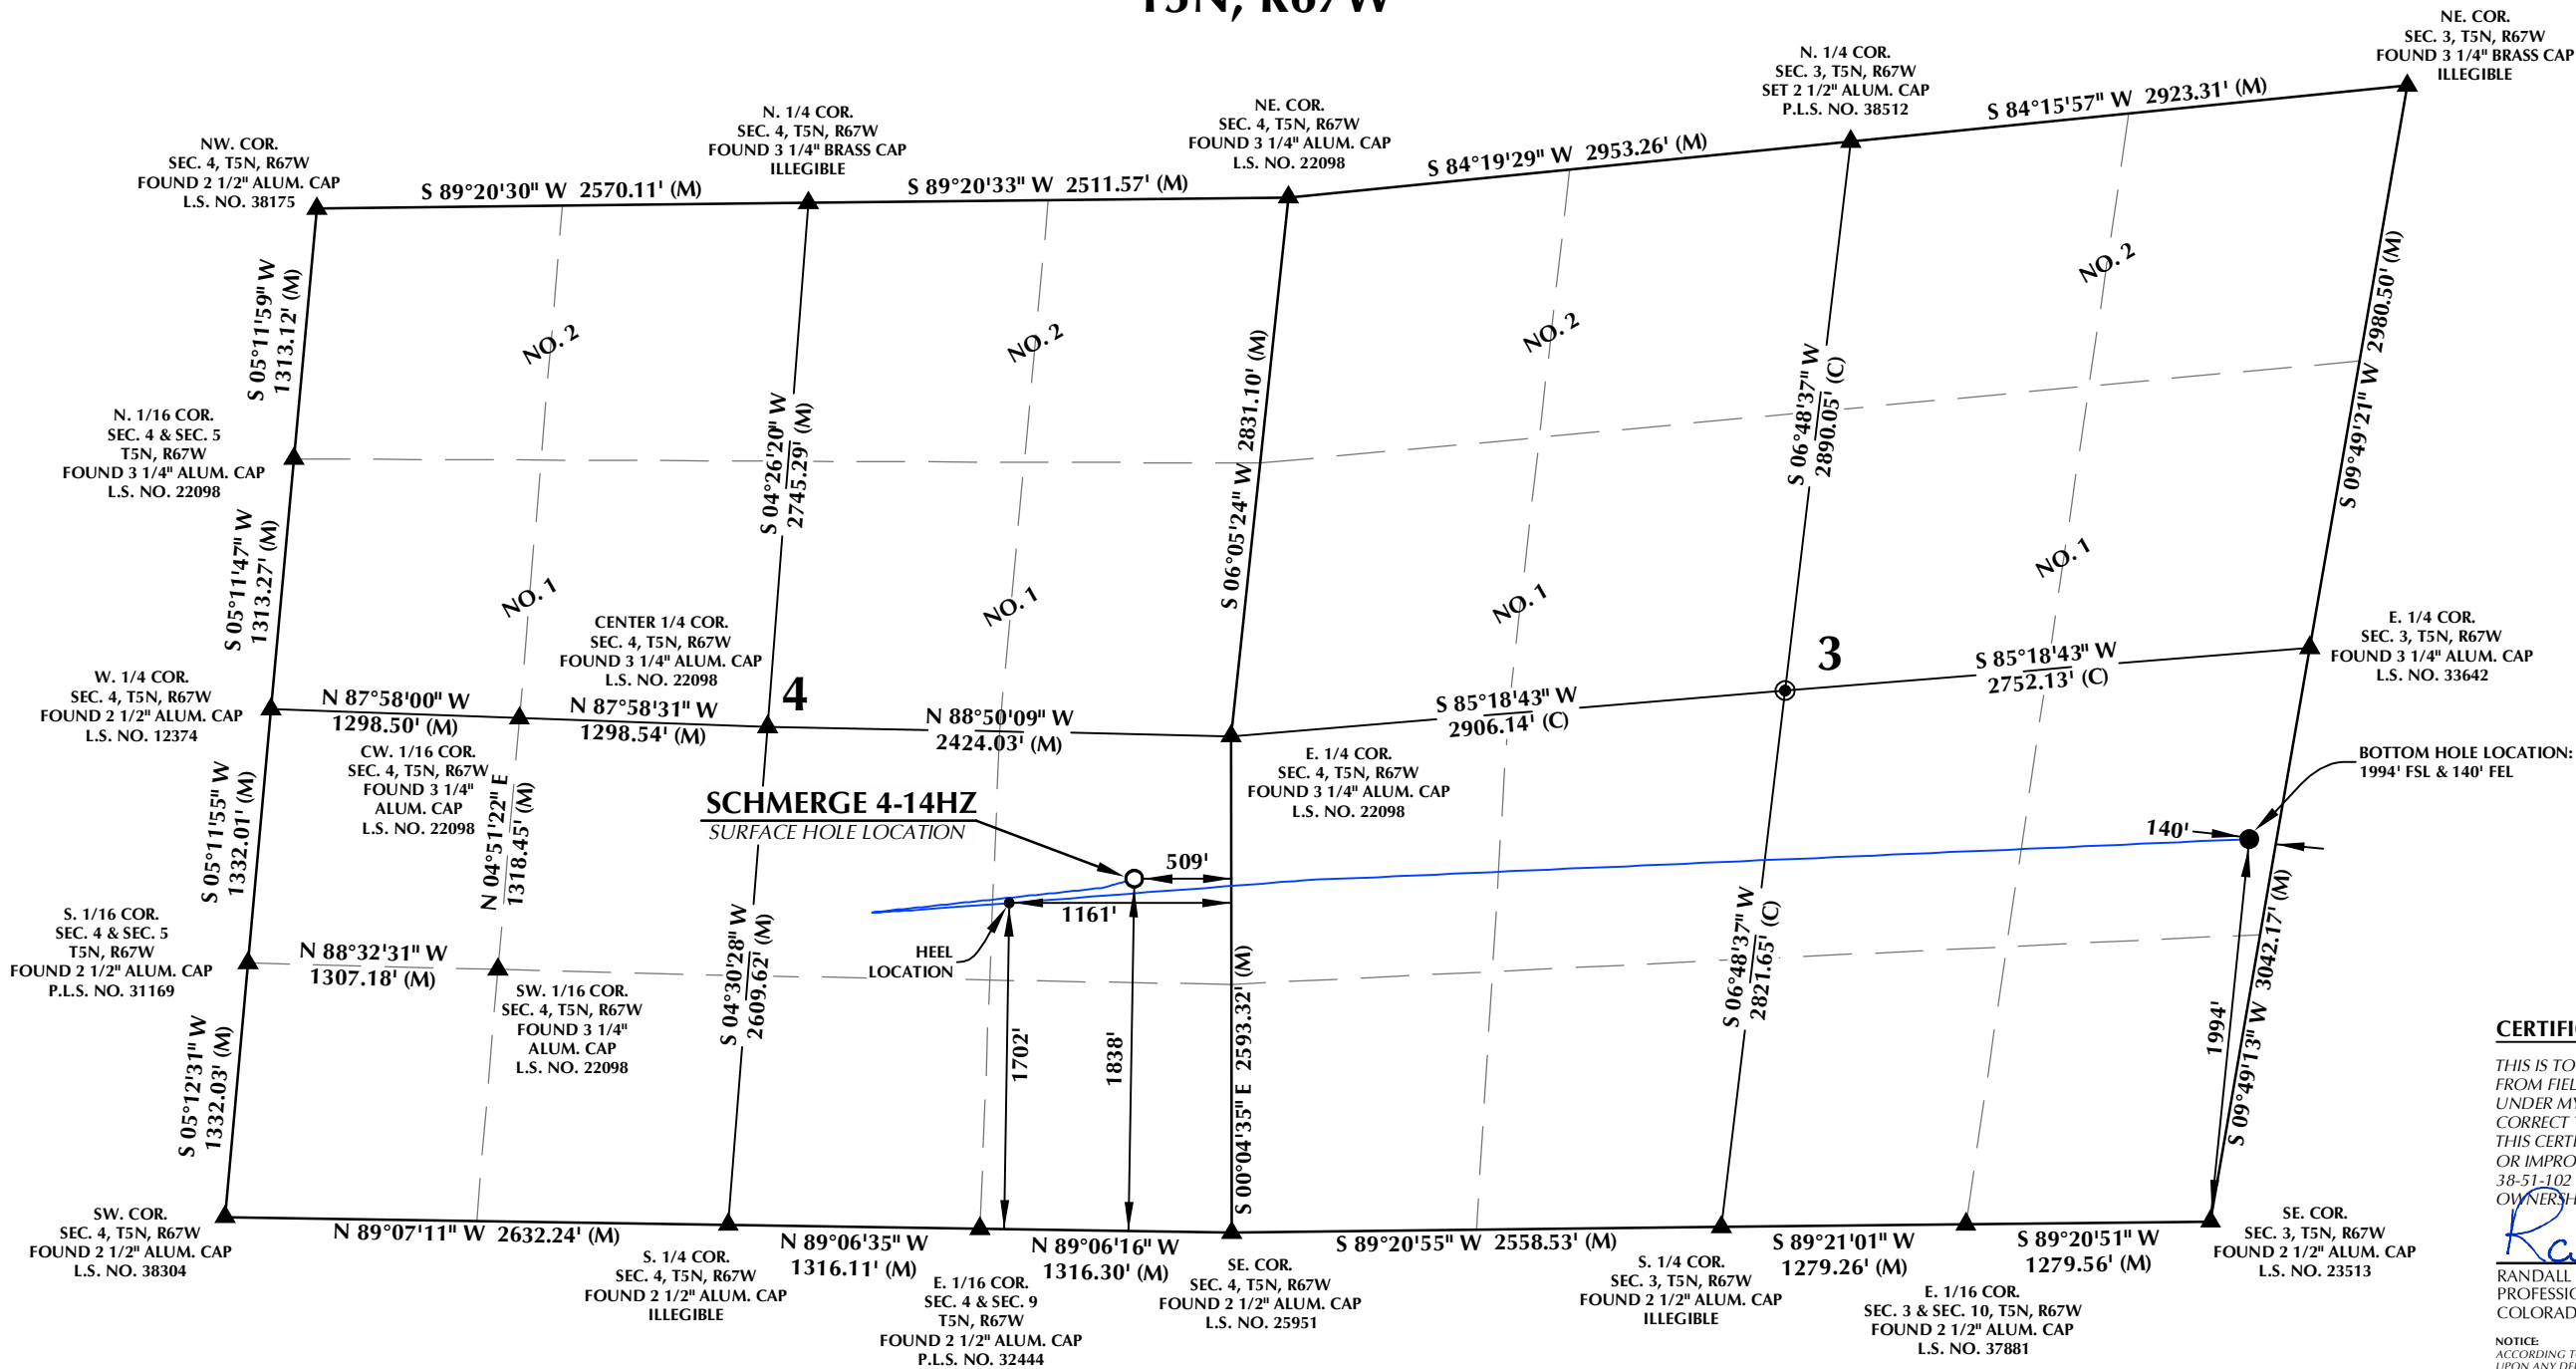 T5N, R67W
NE. COR.
SEC. 3, T5N, R67W
FOUND 3 1/4" BRASS CAP
ILLEGIBLE
N. 1/4 COR.
SEC. 3, T5N, R67W
SET 2 1/2" ALUM. CAP
P.L.S. NO. 38512
NE. COR.
SEC. 4, T5N, R67W
FOUND 3 1/4" ALUM. CAP
L.S. NO. 22098
N. 1/4 COR.
SEC. 4, T5N, R67W
FOUND 3 1/4" BRASS CAP
ILLEGIBLE
NW. COR.
SEC. 4, T5N, R67W
FOUND 2 1/2" ALUM. CAP
L.S. NO. 38175
S 89°20'30" W 2570.11' (M)
S 89°20'33" W 2511.57' (M)
S 84°19'29" W 2953.26' (M)
S 84°15'57" W 2923.31' (M)
S 05°11'59" W
1313.12' (M)
NO. 2
NO. 2
NO. 2
NO. 2
S 04°26'20" W
2745.29' (M)
S 06°05'24" W 2831.10' (M)
S 06°48'37" W
2890.05' (C)
S 09°49'21" W 2980.50' (M)
N. 1/16 COR.
SEC. 4 & SEC. 5
T5N, R67W
FOUND 3 1/4" ALUM. CAP
L.S. NO. 22098
S 05°11'47" W
1313.27' (M)
NO. 1
NO. 1
NO. 1
NO. 1
CENTER 1/4 COR.
SEC. 4, T5N, R67W
FOUND 3 1/4" ALUM. CAP
L.S. NO. 22098
4
3
E. 1/4 COR.
SEC. 3, T5N, R67W
FOUND 3 1/4" ALUM. CAP
L.S. NO. 33642
W. 1/4 COR.
SEC. 4, T5N, R67W
FOUND 2 1/2" ALUM. CAP
L.S. NO. 12374
N 87°58'00" W
1298.50' (M)
N 87°58'31" W
1298.54' (M)
N 88°50'09" W
2424.03' (M)
S 85°18'43" W
2906.14' (C)
S 85°18'43" W
2752.13' (C)
CW. 1/16 COR.
SEC. 4, T5N, R67W
FOUND 3 1/4"
ALUM. CAP
L.S. NO. 22098
E. 1/4 COR.
SEC. 4, T5N, R67W
FOUND 3 1/4" ALUM. CAP
L.S. NO. 22098
BOTTOM HOLE LOCATION:
1994' FSL & 140' FEL
SCHMERGE 4-14HZ
SURFACE HOLE LOCATION
S 05°11'55" W
1332.01' (M)
N 04°51'22" E
1318.45' (M)
509'
140'
1161'
HEEL
LOCATION
S. 1/16 COR.
SEC. 4 & SEC. 5
T5N, R67W
FOUND 2 1/2" ALUM. CAP
P.L.S. NO. 31169
N 88°32'31" W
1307.18' (M)
SW. 1/16 COR.
SEC. 4, T5N, R67W
FOUND 3 1/4"
ALUM. CAP
L.S. NO. 22098
S 04°30'28" W
2609.62' (M)
1702'
1838'
S 00°04'35" E 2593.32' (M)
S 06°48'37" W
2821.65' (C)
1994'
S 09°49'13" W 3042.17' (M)
S 05°12'31" W
1332.03' (M)
CERTIFI
THIS IS TO
FROM FIEL
UNDER MY
CORRECT
THIS CERT
OR IMPRO
38-51-102
OWNERSH
RANDALL
PROFESSIO
COLORAD
NOTICE:
ACCORDING TO
UPON ANY DE
SW. COR.
SEC. 4, T5N, R67W
FOUND 2 1/2" ALUM. CAP
L.S. NO. 38304
N 89°07'11" W 2632.24' (M)
S. 1/4 COR.
SEC. 4, T5N, R67W
FOUND 2 1/2" ALUM. CAP
ILLEGIBLE
N 89°06'35" W
1316.11' (M)
E. 1/16 COR.
SEC. 4 & SEC. 9
T5N, R67W
FOUND 2 1/2" ALUM. CAP
P.L.S. NO. 32444
N 89°06'16" W
1316.30' (M)
SE. COR.
SEC. 4, T5N, R67W
FOUND 2 1/2" ALUM. CAP
L.S. NO. 25951
S 89°20'55" W 2558.53' (M)
S. 1/4 COR.
SEC. 3, T5N, R67W
FOUND 2 1/2" ALUM. CAP
ILLEGIBLE
S 89°21'01" W
1279.26' (M)
E. 1/16 COR.
SEC. 3 & SEC. 10, T5N, R67W
FOUND 2 1/2" ALUM. CAP
L.S. NO. 37881
S 89°20'51" W
1279.56' (M)
SE. COR.
SEC. 3, T5N, R67W
FOUND 2 1/2" ALUM. CAP
L.S. NO. 23513